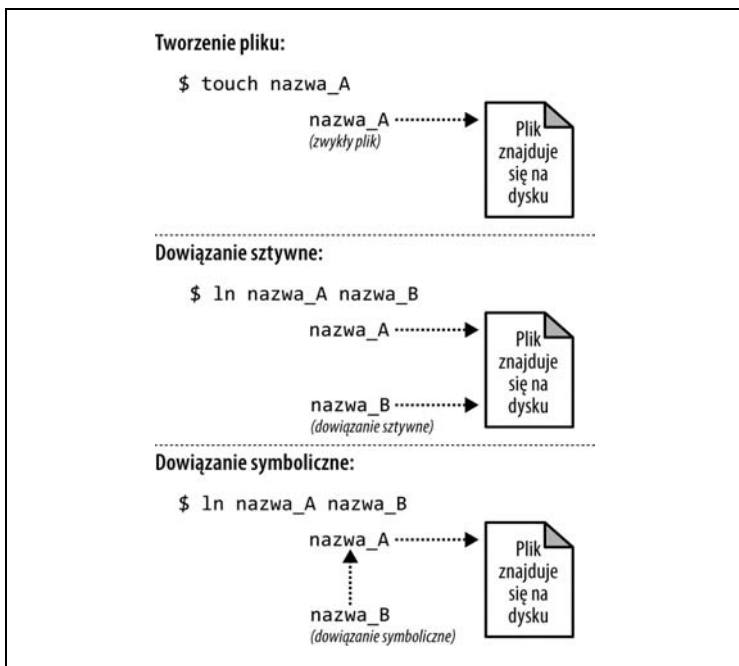 Tworzenie pliku:
$ touch nazwa_A
nazwa_A
(zwykły plik)
Plik
znajduje
się na
dysku
Dowiązanie sztywne:
$ ln nazwa_A nazwa_B
nazwa_A
nazwa_B
(dowiązanie sztywne)
Plik
znajduje
się na
dysku
Dowiązanie symboliczne:
$ ln nazwa_A nazwa_B
nazwa_A
nazwa_B
(dowiązanie symboliczne)
Plik
znajduje
się na
dysku